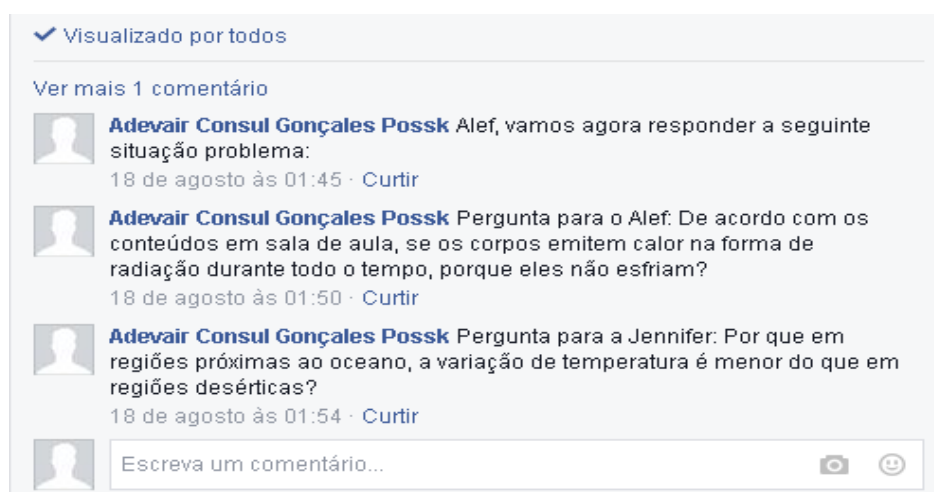 ✔ Visualizado por todos
Ver mais 1 comentário
Adevair Consul Gonçales Possk Alef, vamos agora responder a seguinte
situação problema:
18 de agosto às 01:45 · Curtir
Adevair Consul Gonçales Possk Pergunta para o Alef: De acordo com os
conteúdos em sala de aula, se os corpos emitem calor na forma de
radiação durante todo o tempo, porque eles não esfriam?
18 de agosto às 01:50 · Curtir
Adevair Consul Gonçales Possk Pergunta para a Jennifer: Por que em
regiões próximas ao oceano, a variação de temperatura é menor do que em
regiões desérticas?
18 de agosto às 01:54 · Curtir
Escreva um comentário...